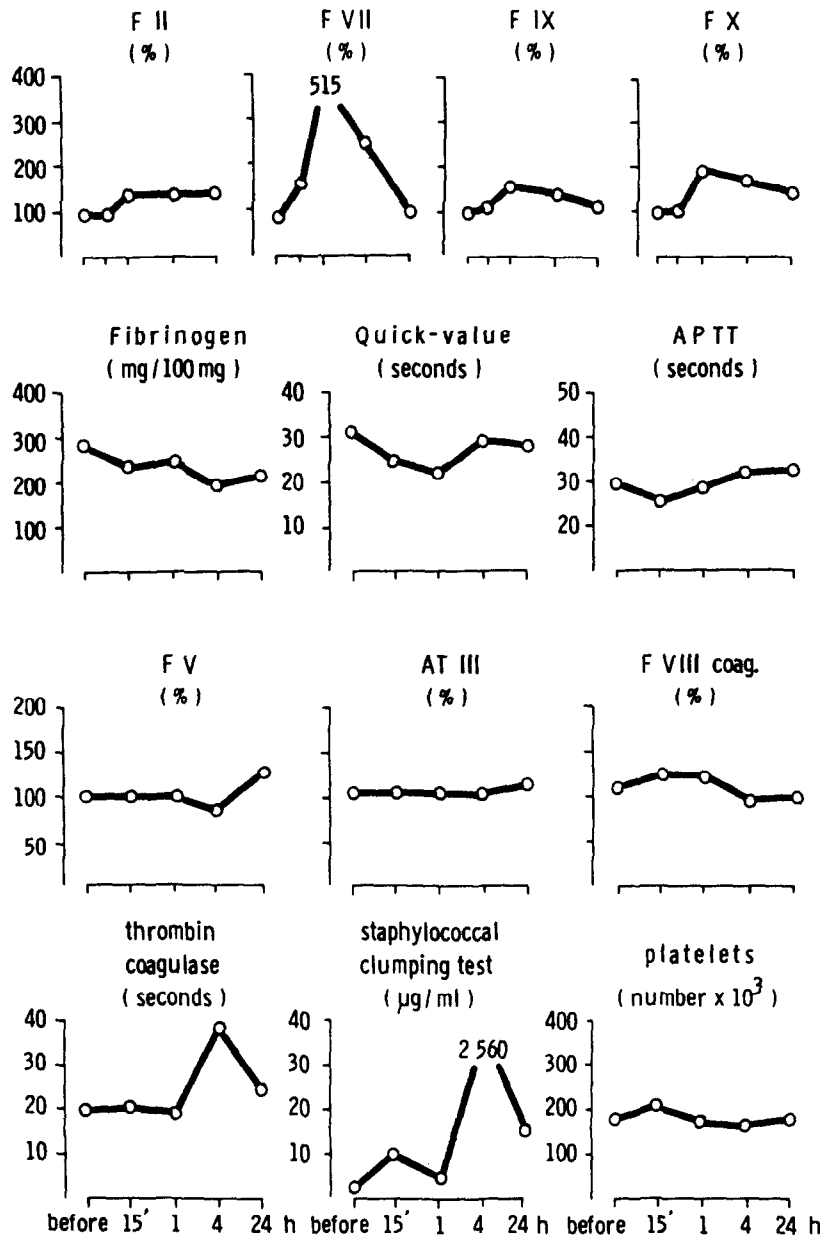 F II F VII F IX F X
(%) (%) (%) (%)
400
515
300
200
100
Fibrinogen Quick-value APTT
(mg/100mg) (seconds) (seconds)
400 40 50
300 30 40
200 20 30
100 10 20
F V AT III F VIII coag.
(%) (%) (%)
200
150
100
50
thrombin staphylococcal
coagulase clumping test platelets
(seconds) (µg/ml) (number x 10³)
40 40 400
2 560
30 30 300
20 20 200
10 10 100
before 15′ 1 4 24 h before 15′ 1 4 24 h before 15′ 1 4 24 h